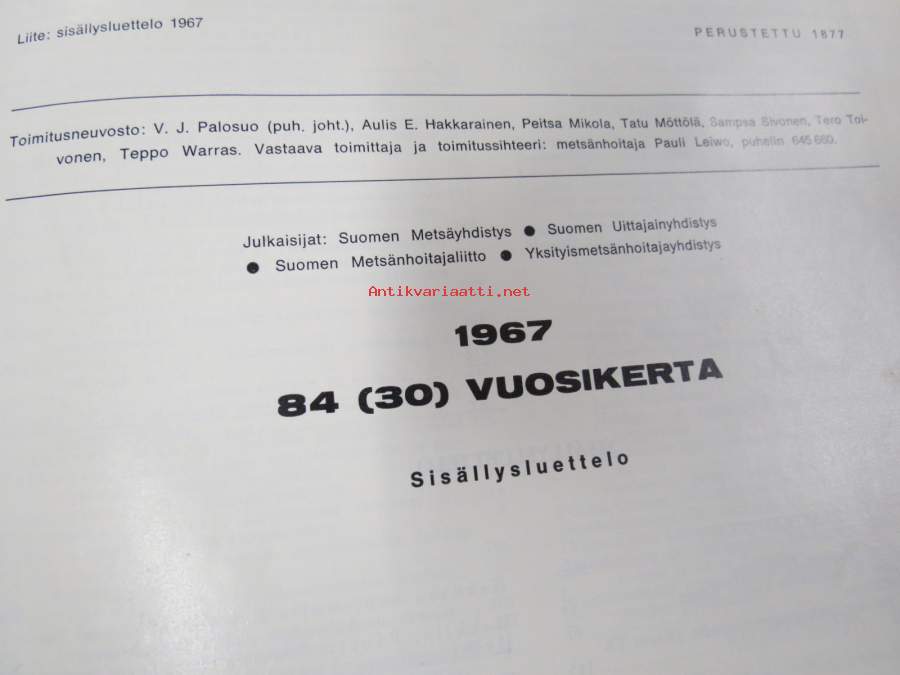 Liite: sisällysluettelo 1967
PERUSTETTU 1877
Toimitusneuvosto: V. J. Palosuo (puh. joht.), Aulis E. Hakkarainen, Peitsa Mikola, Tatu Möttölä, Sampsa Sivonen, Tero Toi-
vonen, Teppo Warras. Vastaava toimittaja ja toimitussihteeri: metsänhoitaja Pauli Leiwo, puhelin 645 660.
Julkaisijat: Suomen Metsäyhdistys ● Suomen Uittajainyhdistys
● Suomen Metsänhoitajaliitto ● Yksityismetsänhoitajayhdistys
Antikvariaatti.net
1967
84 (30) VUOSIKERTA
Sisällysluettelo